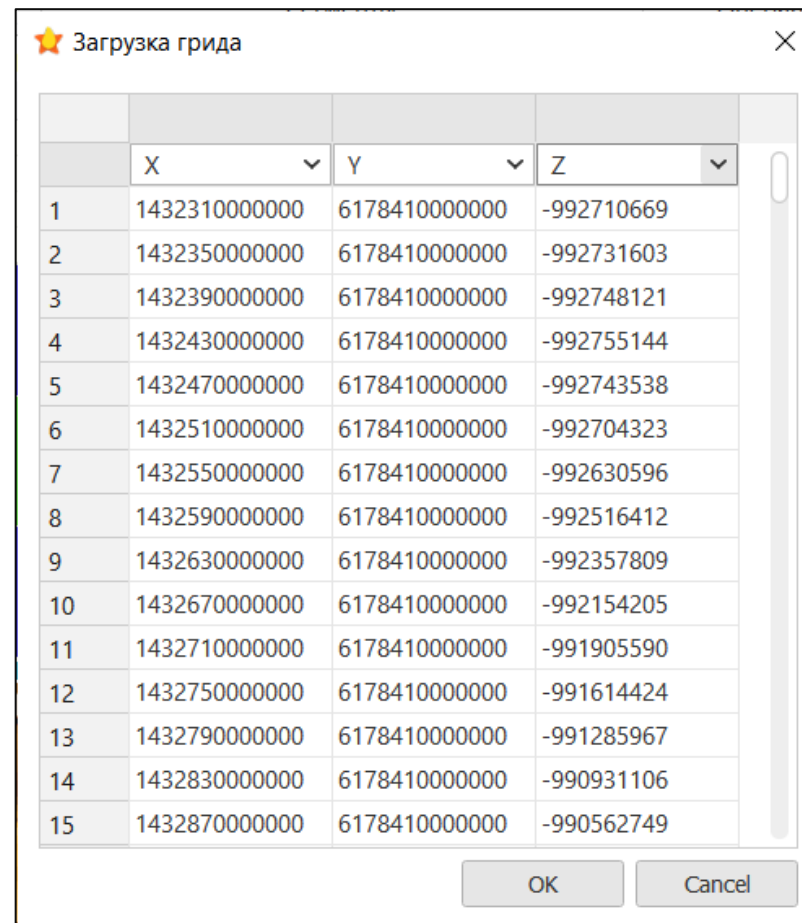 Загрузка грида
X Y Z
1 1432310000000 6178410000000 -992710669
2 1432350000000 6178410000000 -992731603
3 1432390000000 6178410000000 -992748121
4 1432430000000 6178410000000 -992755144
5 1432470000000 6178410000000 -992743538
6 1432510000000 6178410000000 -992704323
7 1432550000000 6178410000000 -992630596
8 1432590000000 6178410000000 -992516412
9 1432630000000 6178410000000 -992357809
10 1432670000000 6178410000000 -992154205
11 1432710000000 6178410000000 -991905590
12 1432750000000 6178410000000 -991614424
13 1432790000000 6178410000000 -991285967
14 1432830000000 6178410000000 -990931106
15 1432870000000 6178410000000 -990562749
OK Cancel